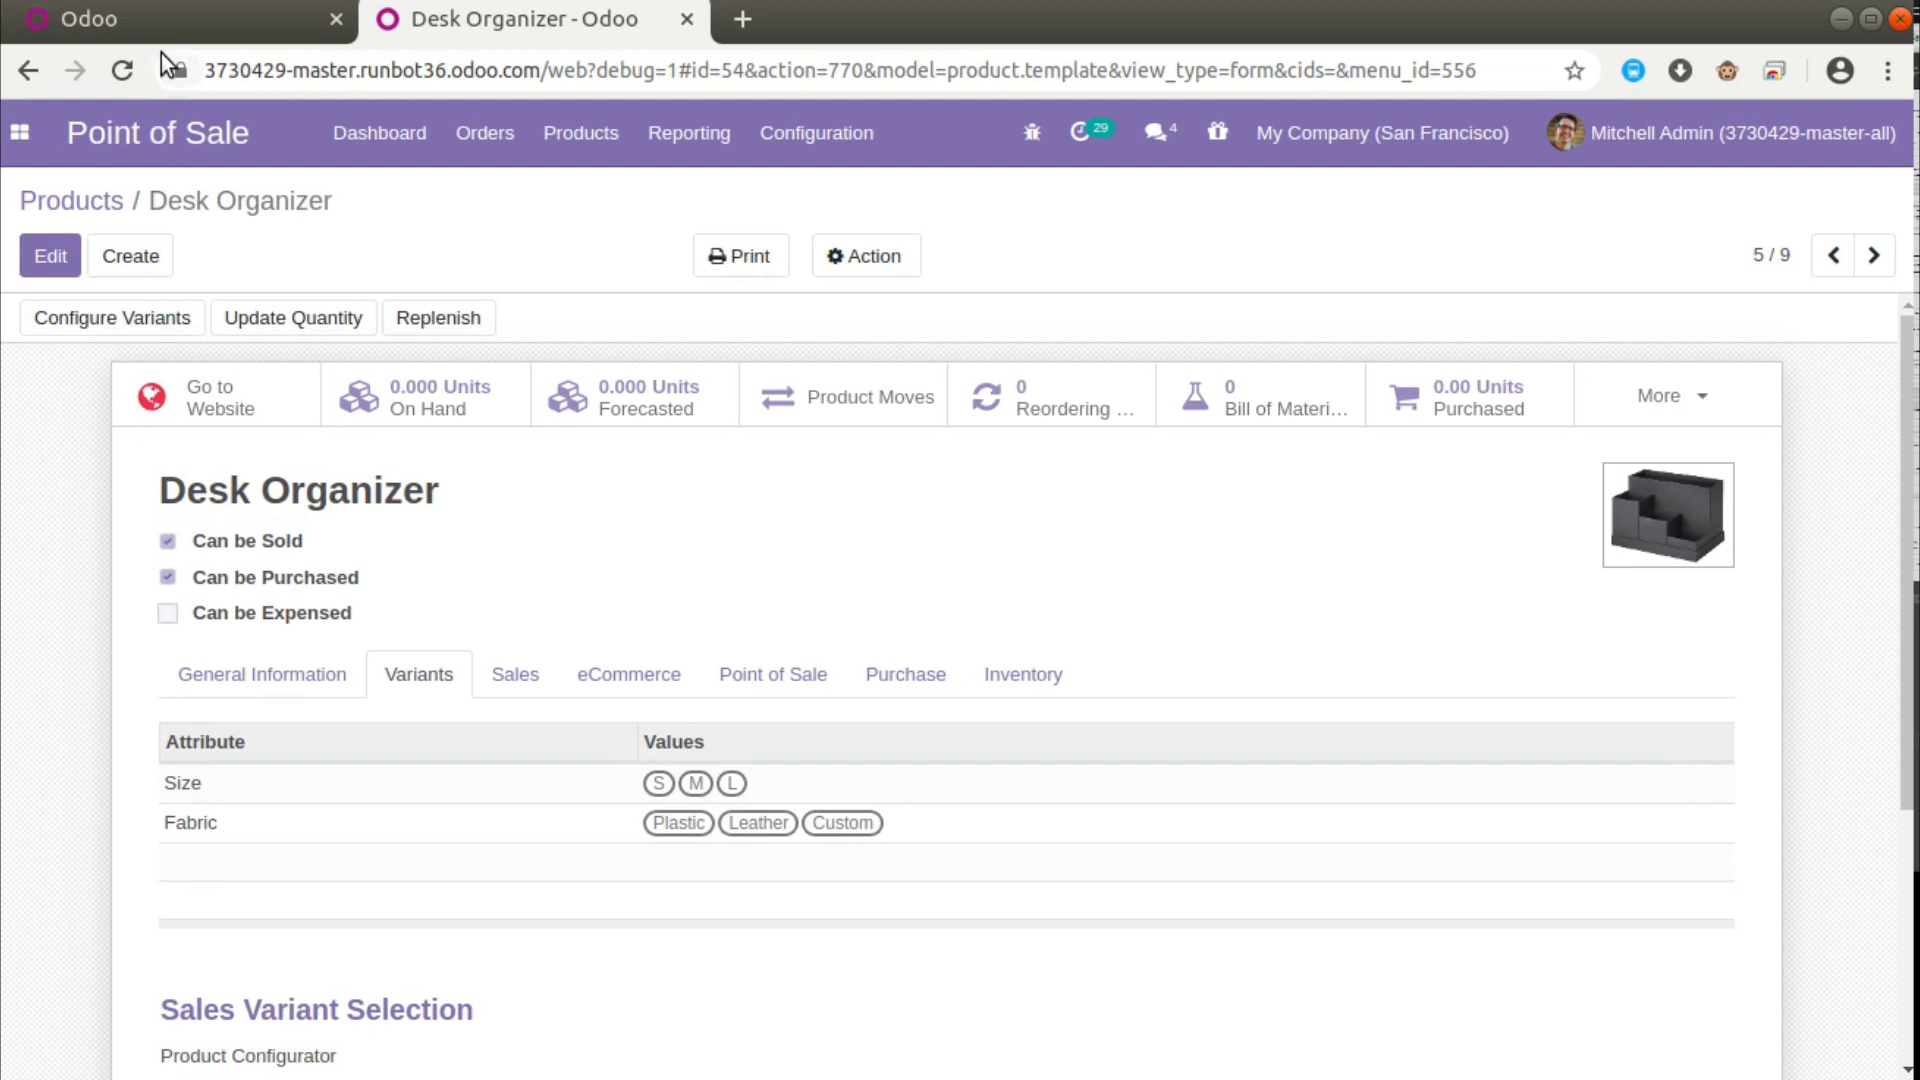 Odoo
Desk Organizer - Odoo
3730429-master.runbot36.odoo.com/web?debug=1#id=54&action=770&model=product.template&view_type=form&cids=&menu_id=556
Point of Sale
Dashboard
Orders
Products
Reporting
Configuration
29
4
My Company (San Francisco)
Mitchell Admin (3730429-master-all)
Products / Desk Organizer
Edit
Create
Print
Action
5 / 9
Configure Variants
Update Quantity
Replenish
Go to
Website
0.000 Units
On Hand
0.000 Units
Forecasted
Product Moves
0
Reordering ...
0
Bill of Materi...
0.00 Units
Purchased
More
Desk Organizer
Can be Sold
Can be Purchased
Can be Expensed
General Information
Variants
Sales
eCommerce
Point of Sale
Purchase
Inventory
Attribute
Values
Size
S M L
Fabric
Plastic Leather Custom
Sales Variant Selection
Product Configurator